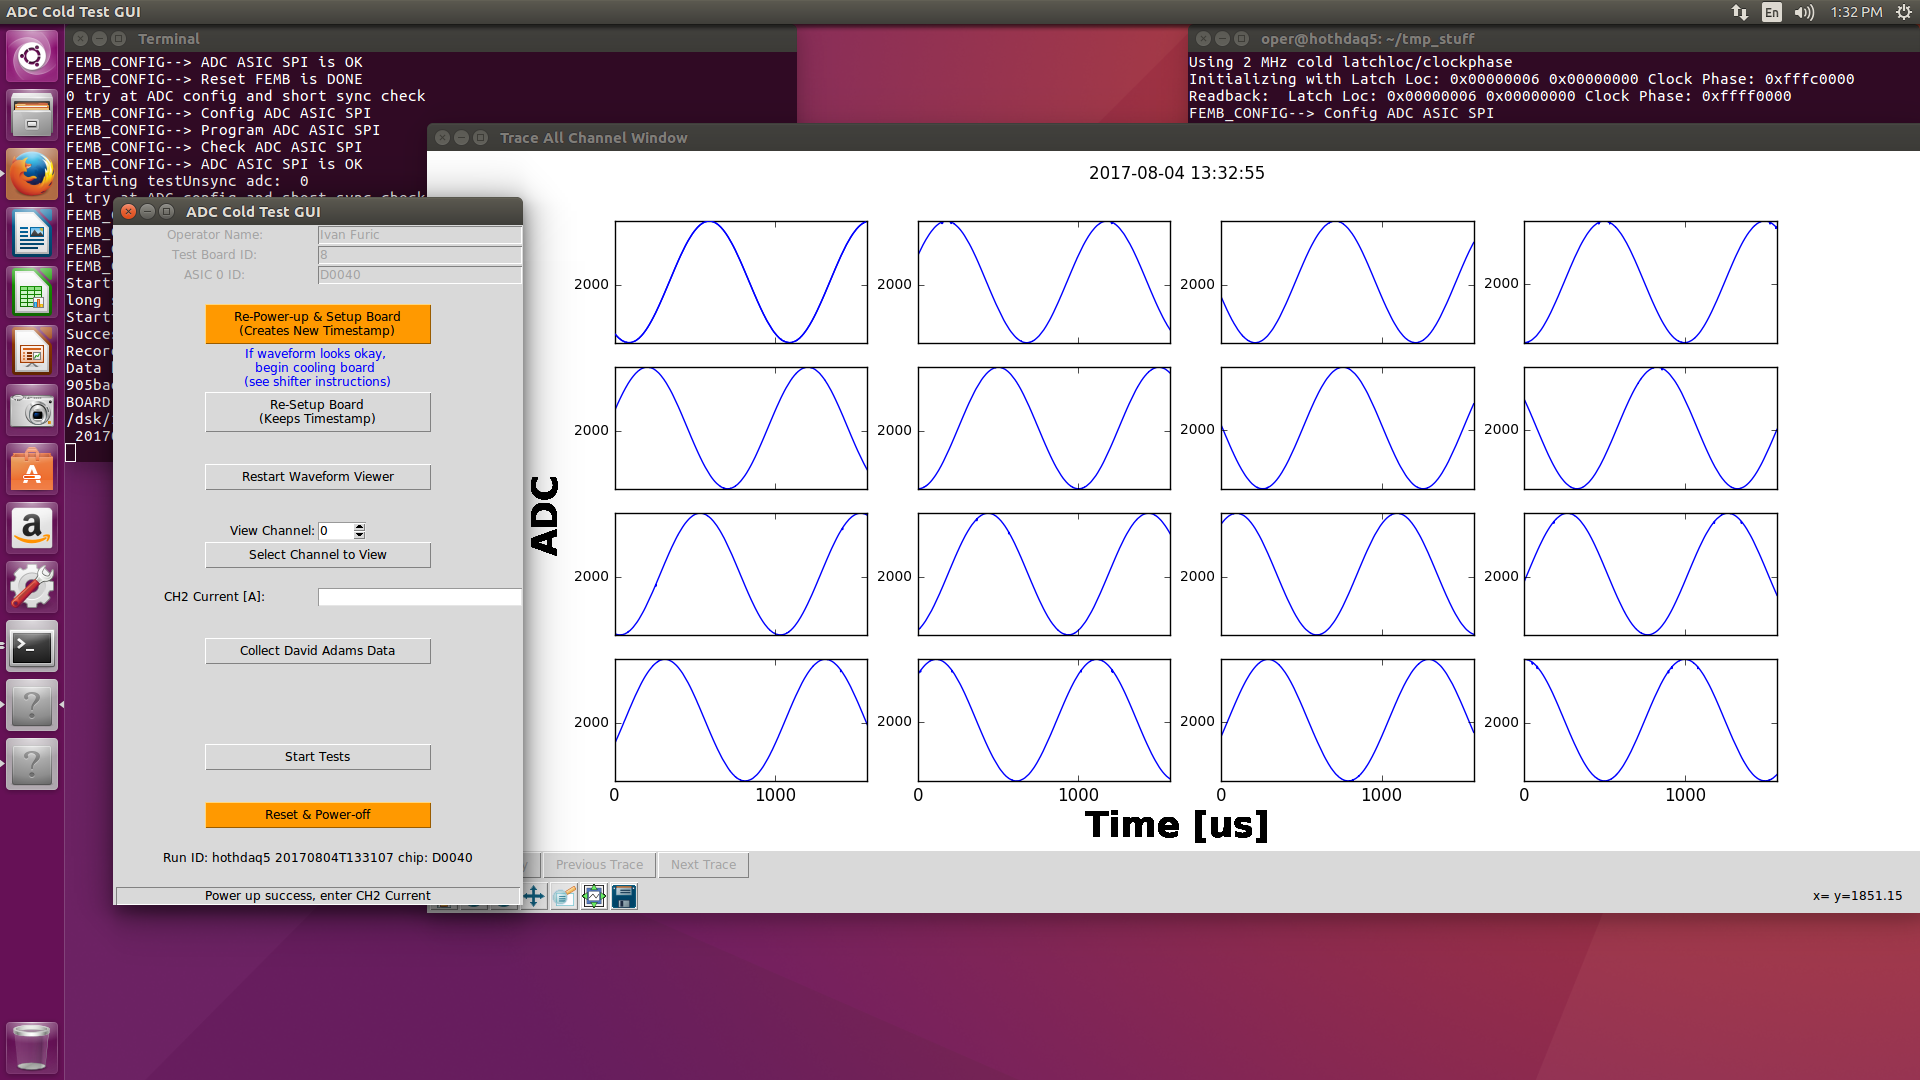 ADC Cold Test GUI
En
1:32 PM
Terminal
FEMB_CONFIG--> ADC ASIC SPI is OK
FEMB_CONFIG--> Reset FEMB is DONE
0 try at ADC config and short sync check
FEMB_CONFIG--> Config ADC ASIC SPI
FEMB_CONFIG--> Program ADC ASIC SPI
FEMB_CONFIG--> Check ADC ASIC SPI
FEMB_CONFIG--> ADC ASIC SPI is OK
Starting testUnsync adc:  0
1 try at ADC config and short sync check
FEMB_
FEMB_
FEMB_
FEMB_
Start
long
Start
Succe
Recor
Data
905ba
BOARD
/dsk/
_2017
oper@hothdaq5: ~/tmp_stuff
Using 2 MHz cold latchloc/clockphase
Initializing with Latch Loc: 0x00000006 0x00000000 Clock Phase: 0xfffc0000
Readback:  Latch Loc: 0x00000006 0x00000000 Clock Phase: 0xffff0000
FEMB_CONFIG--> Config ADC ASIC SPI
ADC Cold Test GUI
Operator Name: Ivan Furic
Test Board ID: 8
ASIC 0 ID: D0040
Re-Power-up & Setup Board
(Creates New Timestamp)
If waveform looks okay,
begin cooling board
(see shifter instructions)
Re-Setup Board
(Keeps Timestamp)
Restart Waveform Viewer
View Channel: 0
Select Channel to View
CH2 Current [A]:
Collect David Adams Data
Start Tests
Reset & Power-off
Run ID: hothdaq5 20170804T133107 chip: D0040
Power up success, enter CH2 Current
Trace All Channel Window
2017-08-04 13:32:55
2000 2000 2000 2000
2000 2000 2000 2000
ADC
2000 2000 2000 2000
2000 2000 2000 2000
0 1000 0 1000 0 1000 0 1000
Time [us]
y Previous Trace Next Trace
x= y=1851.15